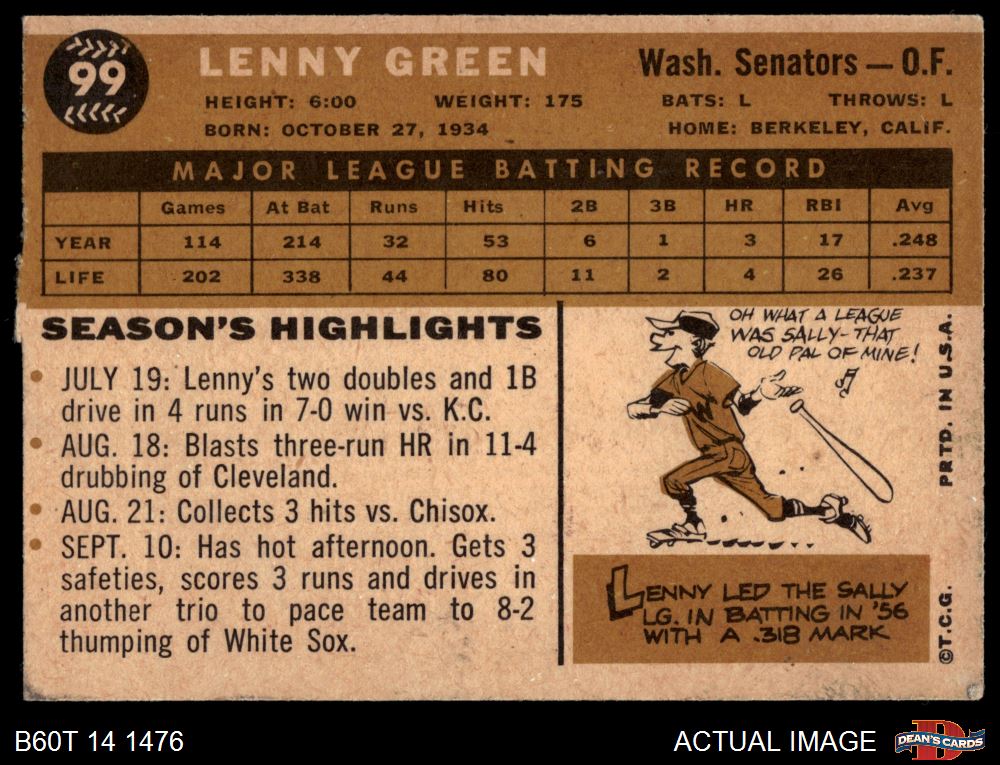 99
LENNY GREEN
Wash. Senators — O.F.
HEIGHT: 6:00 WEIGHT: 175 BATS: L THROWS: L
BORN: OCTOBER 27, 1934 HOME: BERKELEY, CALIF.
MAJOR LEAGUE BATTING RECORD
Games At Bat Runs Hits 2B 3B HR RBI Avg
YEAR 114 214 32 53 6 1 3 17 .248
LIFE 202 338 44 80 11 2 4 26 .237
SEASON'S HIGHLIGHTS
• JULY 19: Lenny's two doubles and 1B
drive in 4 runs in 7-0 win vs. K.C.
• AUG. 18: Blasts three-run HR in 11-4
drubbing of Cleveland.
• AUG. 21: Collects 3 hits vs. Chisox.
• SEPT. 10: Has hot afternoon. Gets 3
safeties, scores 3 runs and drives in
another trio to pace team to 8-2
thumping of White Sox.
OH WHAT A LEAGUE
WAS SALLY-THAT
OLD PAL OF MINE!
W
LENNY LED THE SALLY
LG. IN BATTING IN '56
WITH A .318 MARK
PRTD. IN U.S.A.
©T.C.G.
B60T 14 1476
ACTUAL IMAGE
D
DEAN'S CARDS